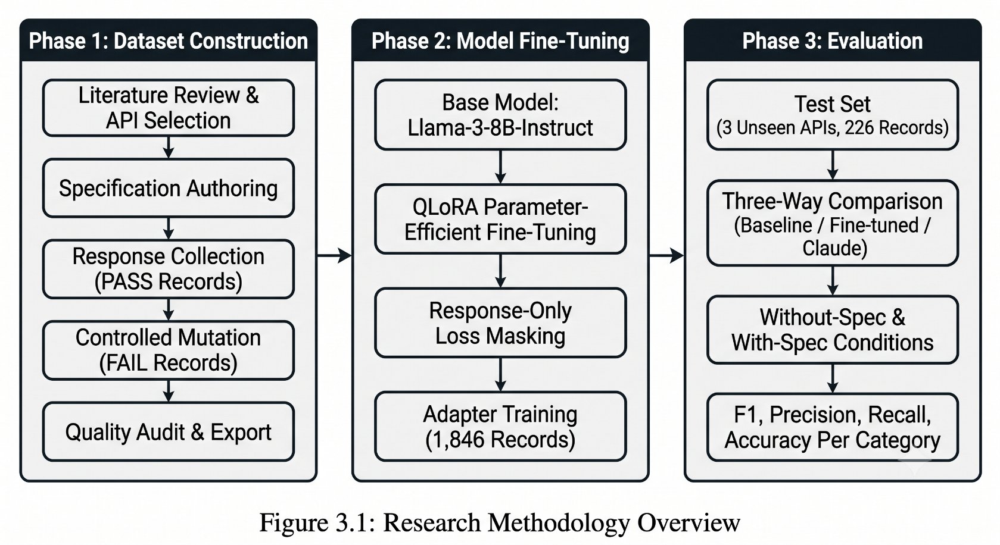 Phase 1: Dataset Construction
Literature Review &
API Selection
Specification Authoring
Response Collection
(PASS Records)
Controlled Mutation
(FAIL Records)
Quality Audit & Export
Phase 2: Model Fine-Tuning
Base Model:
Llama-3-8B-Instruct
QLoRA Parameter-
Efficient Fine-Tuning
Response-Only
Loss Masking
Adapter Training
(1,846 Records)
Phase 3: Evaluation
Test Set
(3 Unseen APIs, 226 Records)
Three-Way Comparison
(Baseline / Fine-tuned /
Claude)
Without-Spec &
With-Spec Conditions
F1, Precision, Recall,
Accuracy Per Category
Figure 3.1: Research Methodology Overview